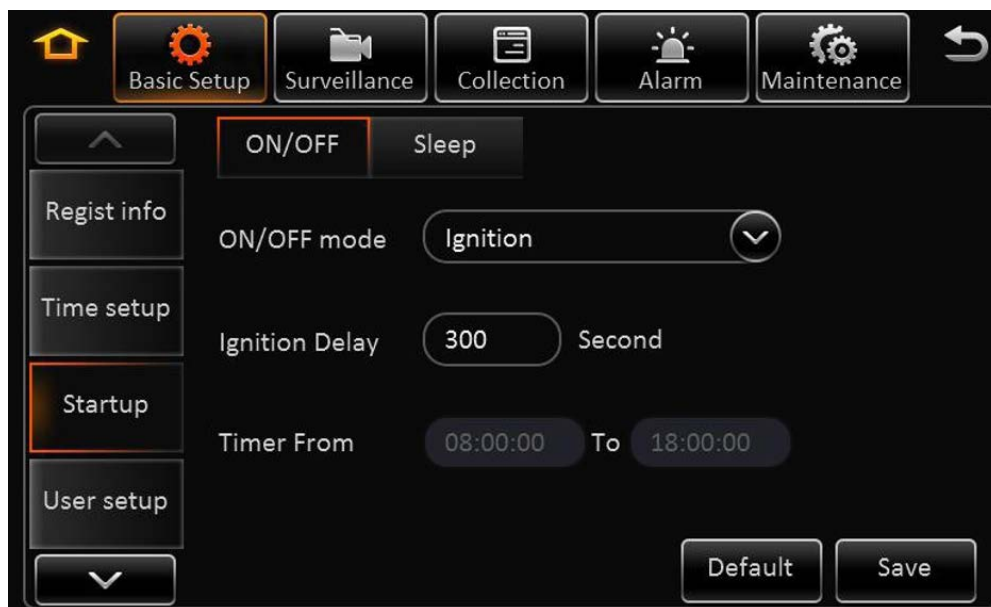 Basic Setup Surveillance Collection Alarm Maintenance
ON/OFF Sleep
Regist info
ON/OFF mode Ignition
Time setup
Ignition Delay 300 Second
Startup
Timer From 08:00:00 To 18:00:00
User setup
Default Save